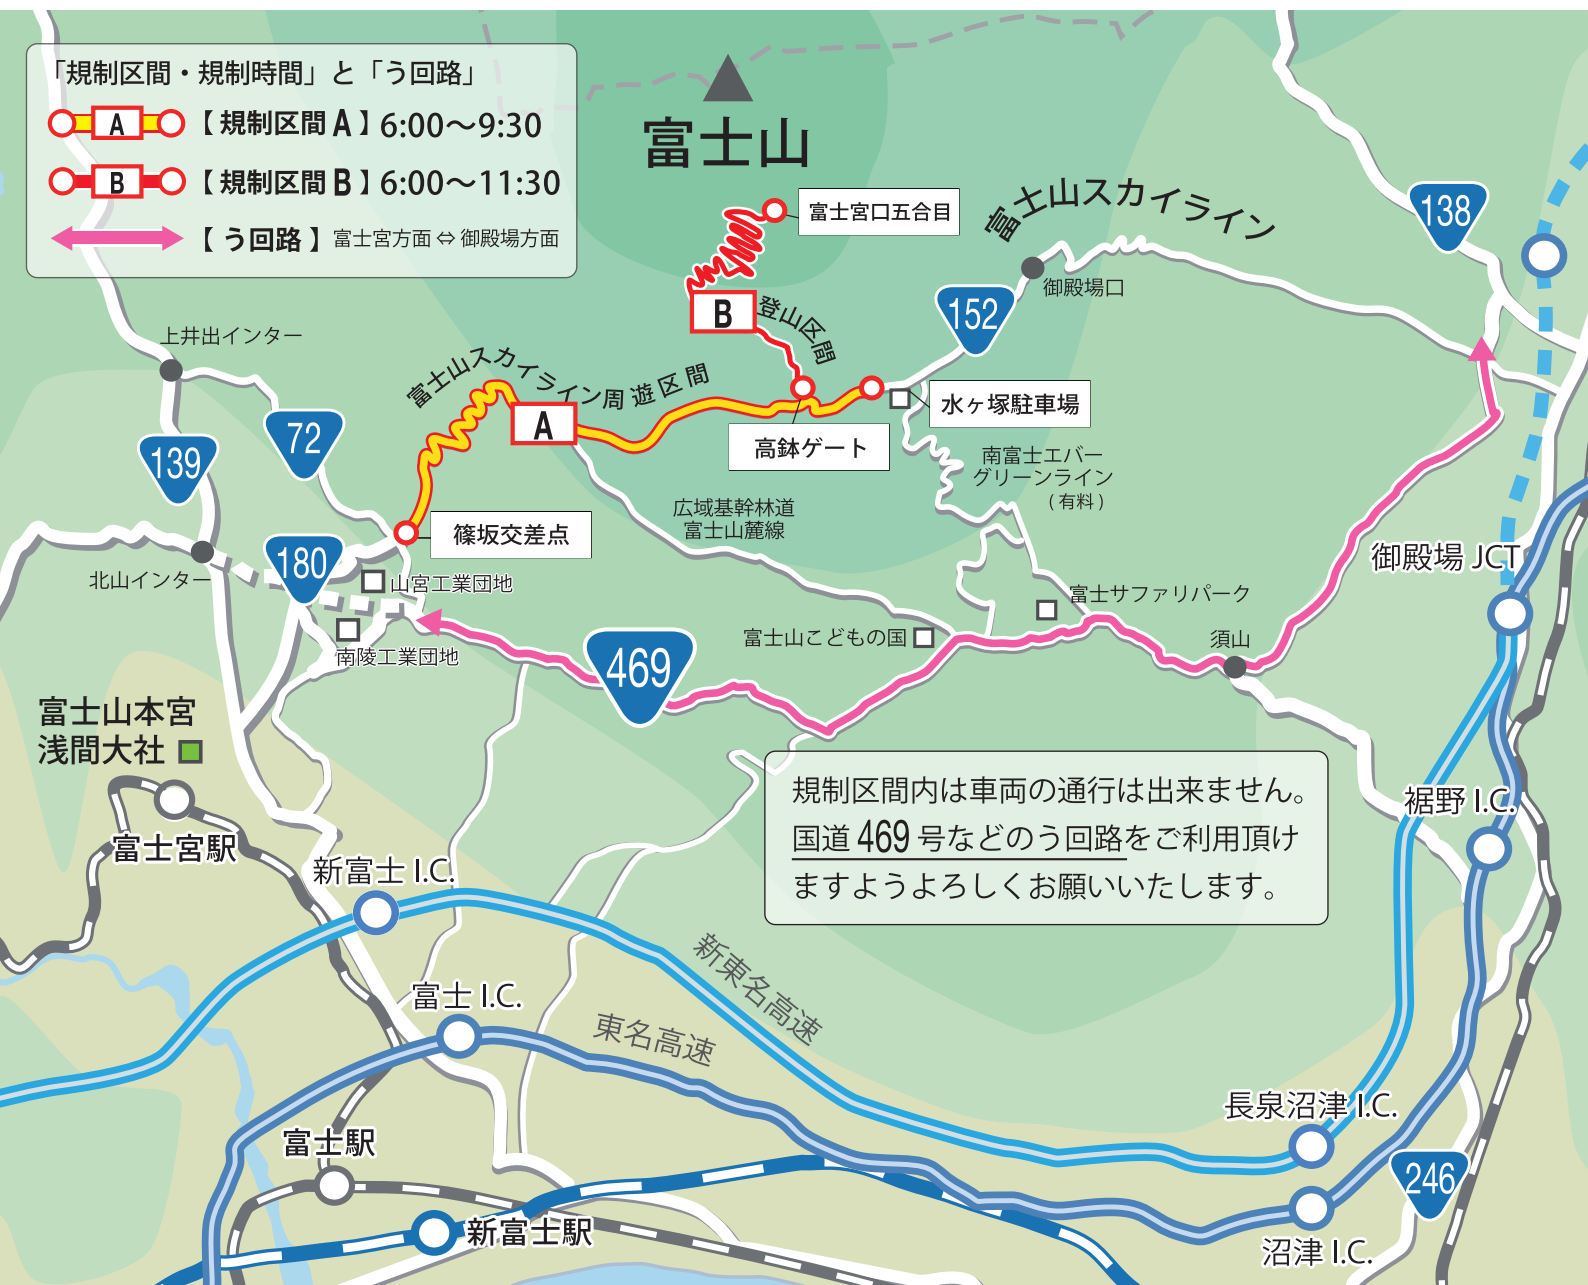 「規制区間・規制時間」と「う回路」
A 【 規制区間 A 】 6:00〜9:30
B 【 規制区間 B 】 6:00〜11:30
【 う回路 】 富士宮方面 ⇔ 御殿場方面
富士山
富士宮口五合目
富士山スカイライン
138
御殿場口
152
B
登山区間
上井出インター
富士山スカイライン周遊区間
水ヶ塚駐車場
A
高鉢ゲート
72
139
南富士エバー
グリーンライン
(有料)
広域基幹林道
富士山麓線
篠坂交差点
180
北山インター
山宮工業団地
御殿場 JCT
富士サファリパーク
富士山こどもの国
須山
南陵工業団地
469
富士山本宮
浅間大社
規制区間内は車両の通行は出来ません。
国道 469 号などのう回路をご利用頂け
ますようよろしくお願いいたします。
裾野 I.C.
富士宮駅
新富士 I.C.
新東名高速
富士 I.C.
東名高速
長泉沼津 I.C.
富士駅
246
新富士駅
沼津 I.C.